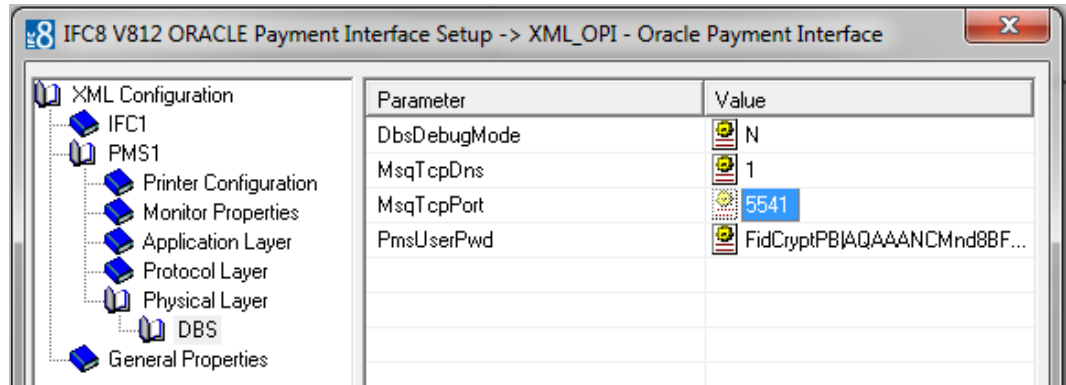 IFC8 V812 ORACLE Payment Interface Setup -> XML_OPI - Oracle Payment Interface
XML Configuration
IFC1
PMS1
Printer Configuration
Monitor Properties
Application Layer
Protocol Layer
Physical Layer
DBS
General Properties
Parameter Value
DbsDebugMode N
MsqTcpDns 1
MsqTcpPort 5541
PmsUserPwd FidCryptPB|AQAAANCMnd8BF...